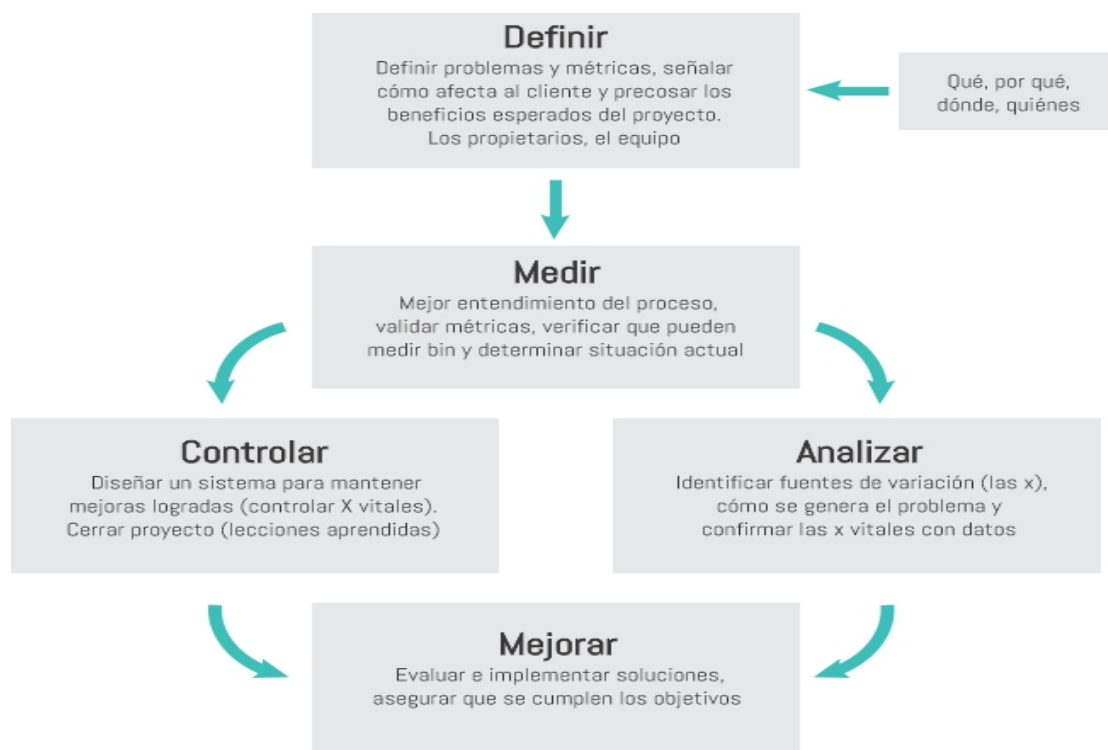 Definir
Definir problemas y métricas, señalar
cómo afecta al cliente y precosar los
beneficios esperados del proyecto.
Los propietarios, el equipo
Qué, por qué,
dónde, quiénes
Medir
Mejor entendimiento del proceso,
validar métricas, verificar que pueden
medir bin y determinar situación actual
Controlar
Diseñar un sistema para mantener
mejoras logradas (controlar X vitales).
Cerrar proyecto (lecciones aprendidas)
Analizar
Identificar fuentes de variación (las x),
cómo se genera el problema y
confirmar las x vitales con datos
Mejorar
Evaluar e implementar soluciones,
asegurar que se cumplen los objetivos